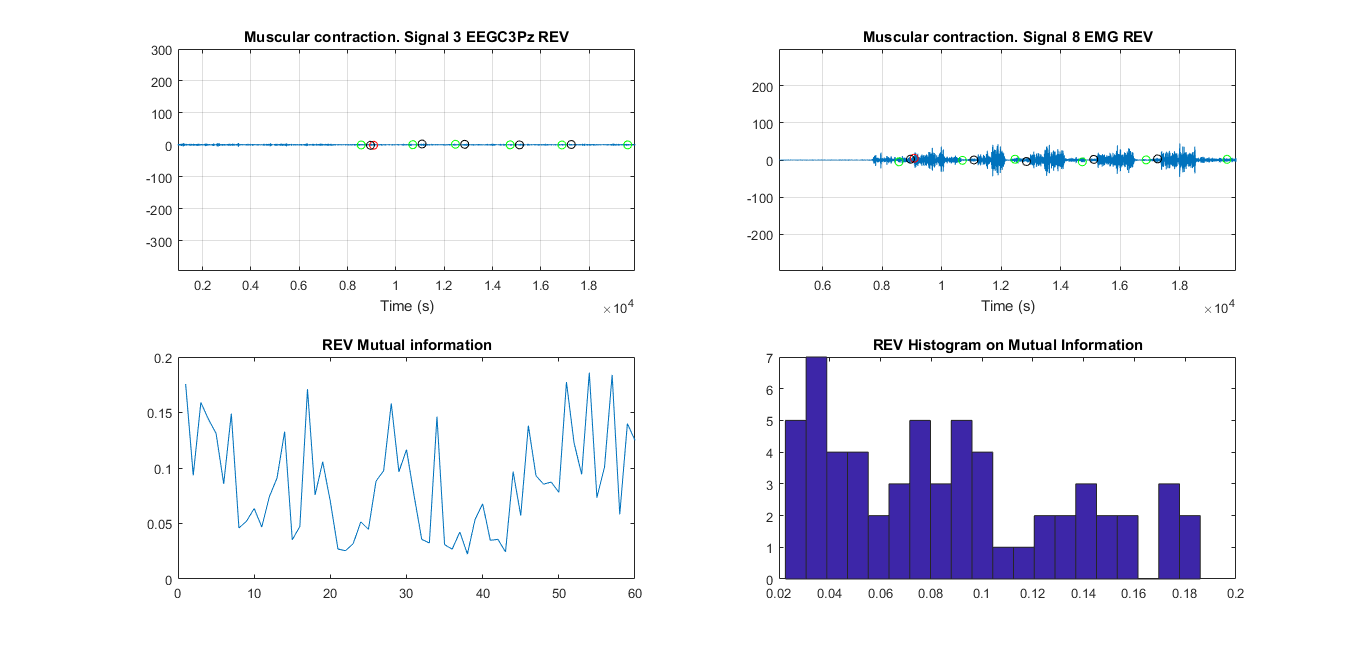 Muscular contraction. Signal 3 EEGC3Pz REV
300
200
100
0
-100
-200
-300
0.2 0.4 0.6 0.8 1 1.2 1.4 1.6 1.8
Time (s)
×10^4
Muscular contraction. Signal 8 EMG REV
200
100
0
-100
-200
0.6 0.8 1 1.2 1.4 1.6 1.8
Time (s)
×10^4
REV Mutual information
0.2
0.15
0.1
0.05
0
0 10 20 30 40 50 60
REV Histogram on Mutual Information
7
6
5
4
3
2
1
0
0.02 0.04 0.06 0.08 0.1 0.12 0.14 0.16 0.18 0.2